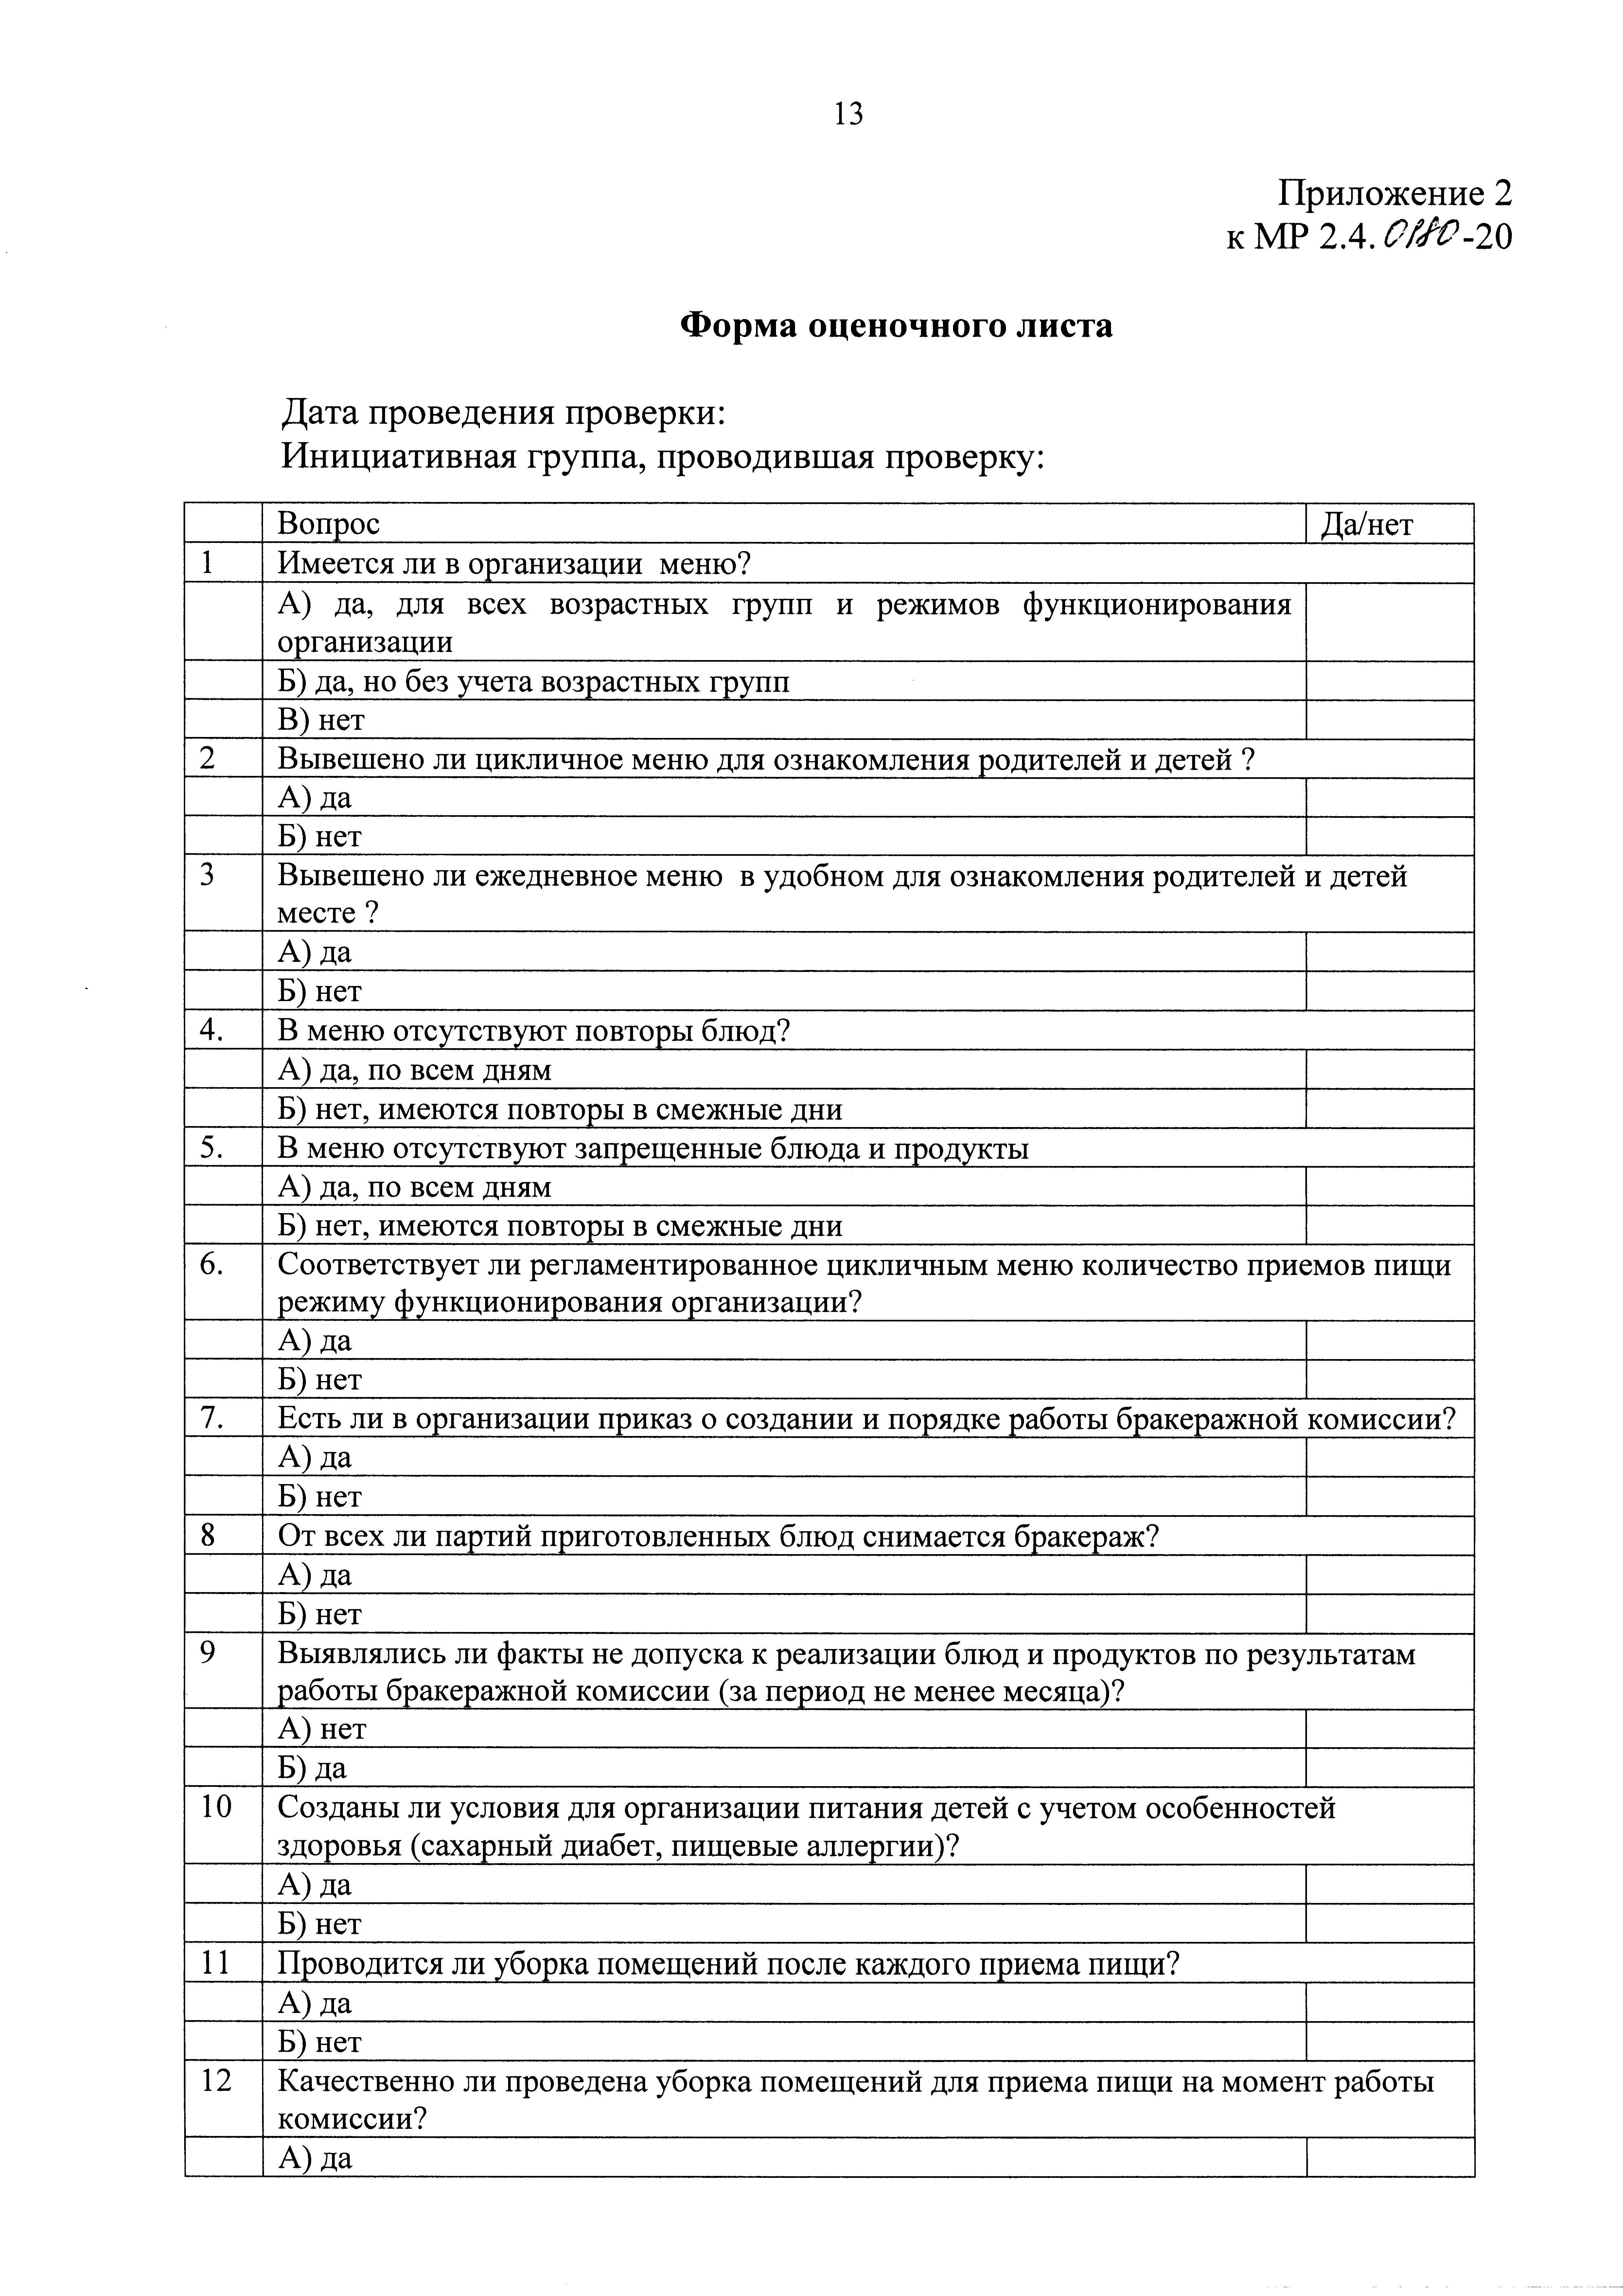 13
Приложение 2
к МР 2.4.0180-20
Форма оценочного листа
Дата проведения проверки:
Инициативная группа, проводившая проверку:
Вопрос Да/нет
1 Имеется ли в организации меню?
А) да, для всех возрастных групп и режимов функционирования
организации
Б) да, но без учета возрастных групп
В) нет
2 Вывешено ли цикличное меню для ознакомления родителей и детей ?
А) да
Б) нет
3 Вывешено ли ежедневное меню в удобном для ознакомления родителей и детей
месте ?
А) да
Б) нет
4. В меню отсутствуют повторы блюд?
А) да, по всем дням
Б) нет, имеются повторы в смежные дни
5. В меню отсутствуют запрещенные блюда и продукты
А) да, по всем дням
Б) нет, имеются повторы в смежные дни
6. Соответствует ли регламентированное цикличным меню количество приемов пищи
режиму функционирования организации?
А) да
Б) нет
7. Есть ли в организации приказ о создании и порядке работы бракеражной комиссии?
А) да
Б) нет
8 От всех ли партий приготовленных блюд снимается бракераж?
А) да
Б) нет
9 Выявлялись ли факты не допуска к реализации блюд и продуктов по результатам
работы бракеражной комиссии (за период не менее месяца)?
А) нет
Б) да
10 Созданы ли условия для организации питания детей с учетом особенностей
здоровья (сахарный диабет, пищевые аллергии)?
А) да
Б) нет
11 Проводится ли уборка помещений после каждого приема пищи?
А) да
Б) нет
12 Качественно ли проведена уборка помещений для приема пищи на момент работы
комиссии?
А) да